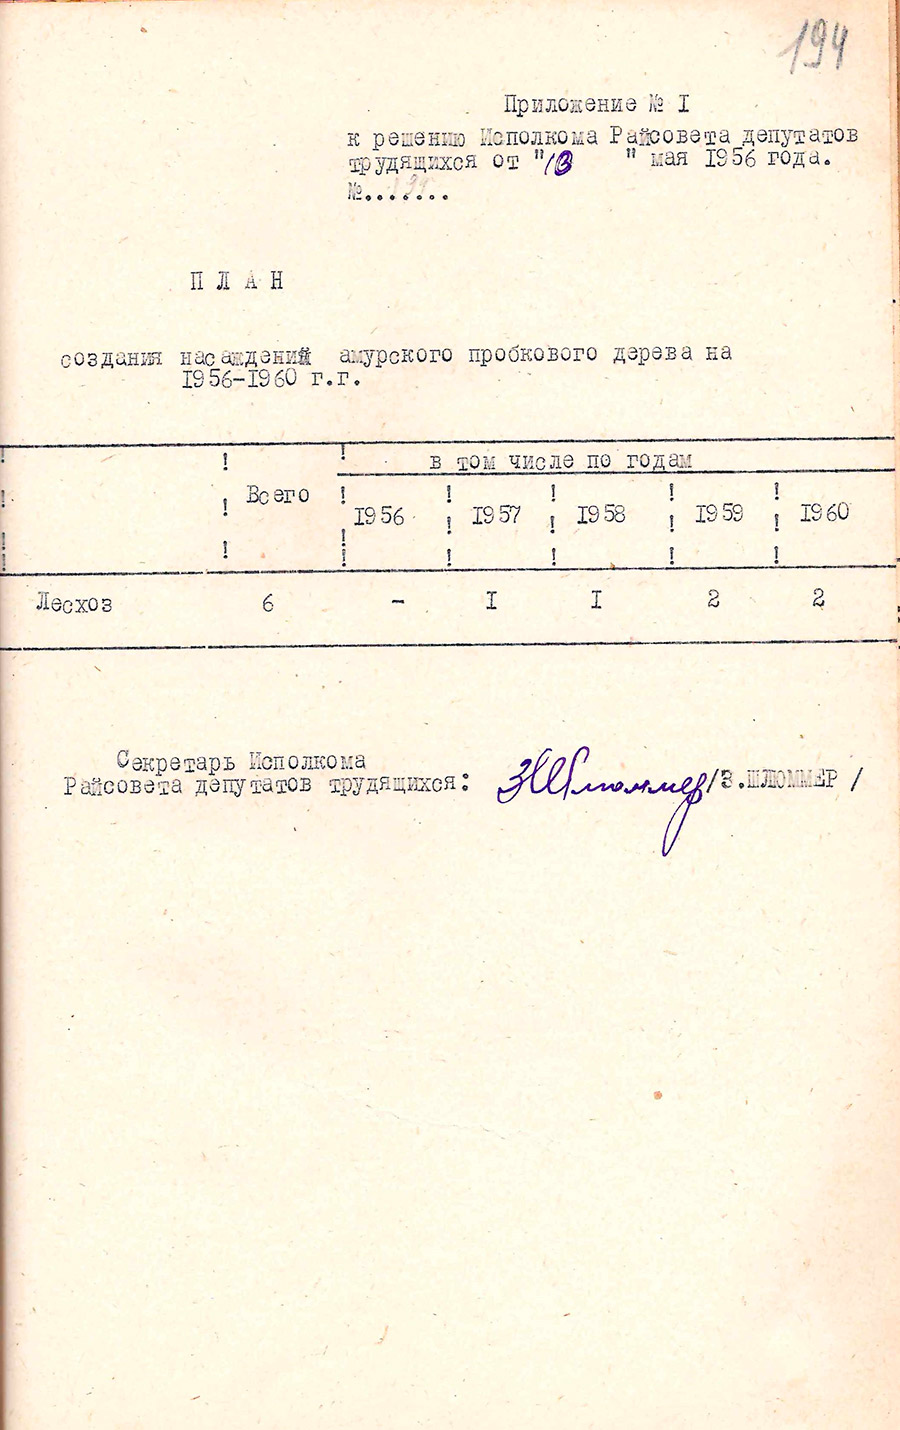 194
Приложение № I
к решению Исполкома Райсовета депутатов
трудящихся от "18 " мая 1956 года.
№.......
П Л А Н
создания насаждений амурского пробкового дерева на
1956-1960 г.г.
Всего в том числе по годам
1956 1957 1958 1959 1960
Лесхоз 6 - I I 2 2
Секретарь Исполкома
Райсовета депутатов трудящихся: ЗШлюммер /З.ШЛЮММЕР /